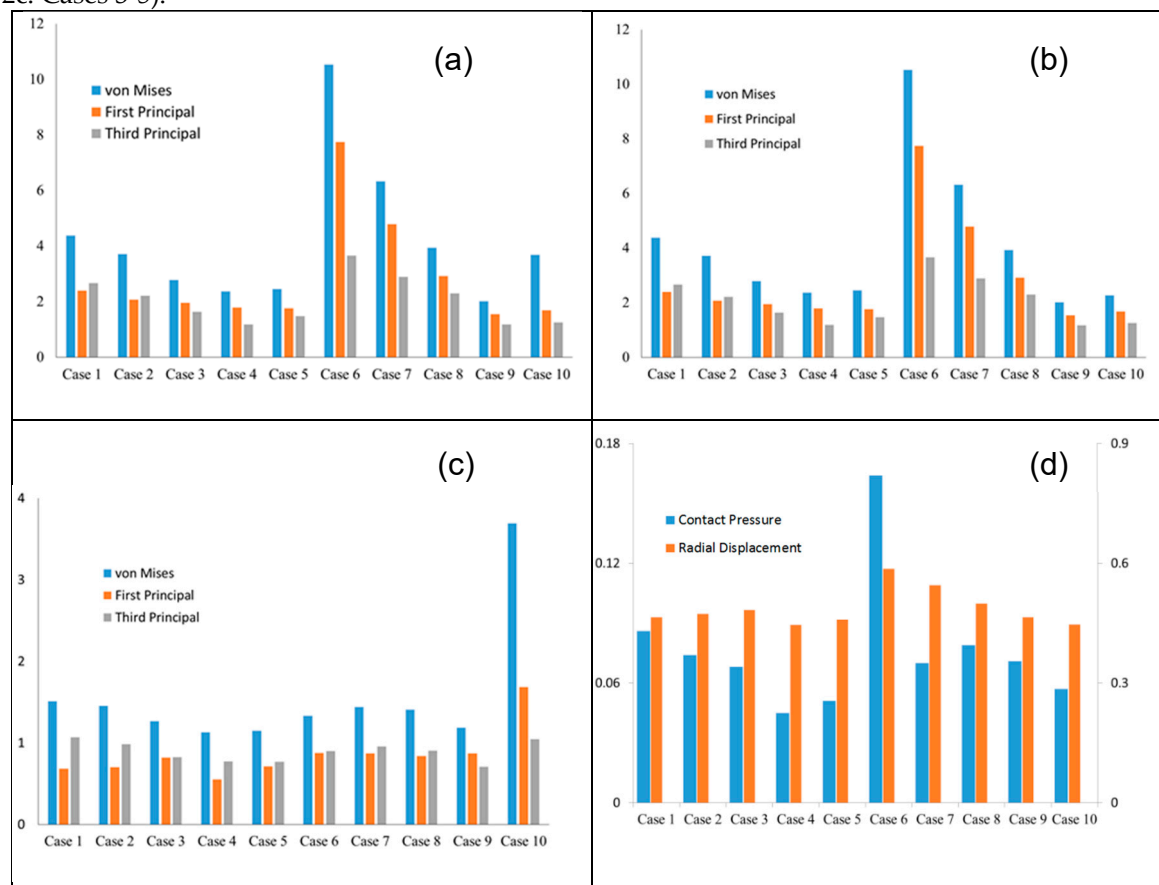 2c. Cases 3-5).
(a)
12
10
8
6
4
2
0
von Mises
First Principal
Third Principal
Case 1 Case 2 Case 3 Case 4 Case 5 Case 6 Case 7 Case 8 Case 9 Case 10
(b)
12
10
8
6
4
2
0
von Mises
First Principal
Third Principal
Case 1 Case 2 Case 3 Case 4 Case 5 Case 6 Case 7 Case 8 Case 9 Case 10
(c)
4
3
2
1
0
von Mises
First Principal
Third Principal
Case 1 Case 2 Case 3 Case 4 Case 5 Case 6 Case 7 Case 8 Case 9 Case 10
(d)
0.18
0.12
0.06
0
Contact Pressure
Radial Displacement
0.9
0.6
0.3
0
Case 1 Case 2 Case 3 Case 4 Case 5 Case 6 Case 7 Case 8 Case 9 Case 10